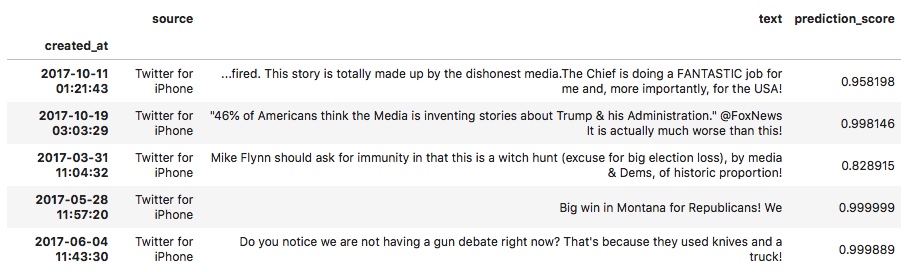 source text prediction_score
created_at
2017-10-11 Twitter for ...fired. This story is totally made up by the dishonest media.The Chief is doing a FANTASTIC job for 0.958198
01:21:43 iPhone me and, more importantly, for the USA!
2017-10-19 Twitter for "46% of Americans think the Media is inventing stories about Trump & his Administration." @FoxNews 0.998146
03:03:29 iPhone It is actually much worse than this!
2017-03-31 Twitter for Mike Flynn should ask for immunity in that this is a witch hunt (excuse for big election loss), by media 0.828915
11:04:32 iPhone & Dems, of historic proportion!
2017-05-28 Twitter for Big win in Montana for Republicans! We 0.999999
11:57:20 iPhone
2017-06-04 Twitter for Do you notice we are not having a gun debate right now? That's because they used knives and a 0.999889
11:43:30 iPhone truck!